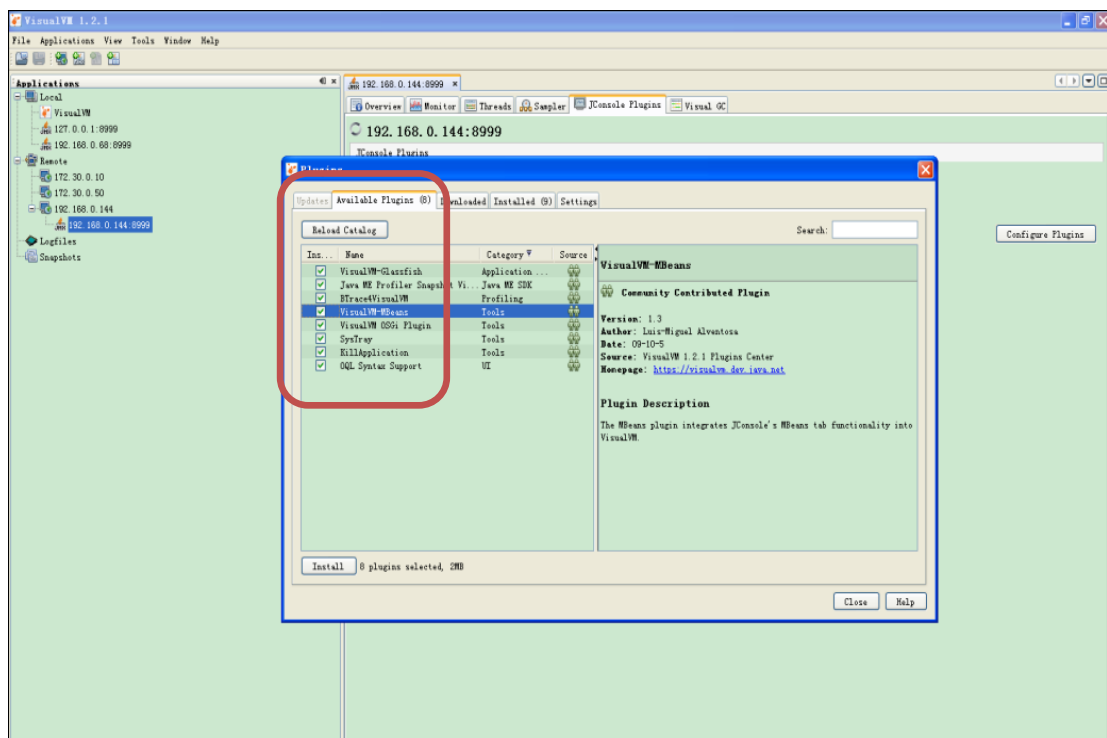 VisualVM 1.2.1
File Applications View Tools Window Help
Applications
192.168.0.144:8999
Local
VisualVM
127.0.0.1:8999
192.168.0.68:8999
Remote
172.30.0.10
172.30.0.50
192.168.0.144
192.168.0.144:8999
Logfiles
Snapshots
Overview Monitor Threads Sampler JConsole Plugins Visual GC
192.168.0.144:8999
JConsole Plugins
Configure Plugins
Plugins
Updates Available Plugins (8) Downloaded Installed (9) Settings
Reload Catalog Search:
Ins... Name Category Source
VisualVM-Glassfish Application ...
Java ME Profiler Snapshot Vi... Java ME SDK
BTrace4VisualVM Profiling
VisualVM-MBeans Tools
VisualVM OSGi Plugin Tools
SysTray Tools
KillApplication Tools
OQL Syntax Support UI
VisualVM-MBeans
Community Contributed Plugin
Version: 1.3
Author: Luis-Miguel Alventosa
Date: 09-10-5
Source: VisualVM 1.2.1 Plugins Center
Homepage: https://visualvm.dev.java.net
Plugin Description
The MBeans plugin integrates JConsole's MBeans tab functionality into
VisualVM.
Install 8 plugins selected, 2MB
Close Help